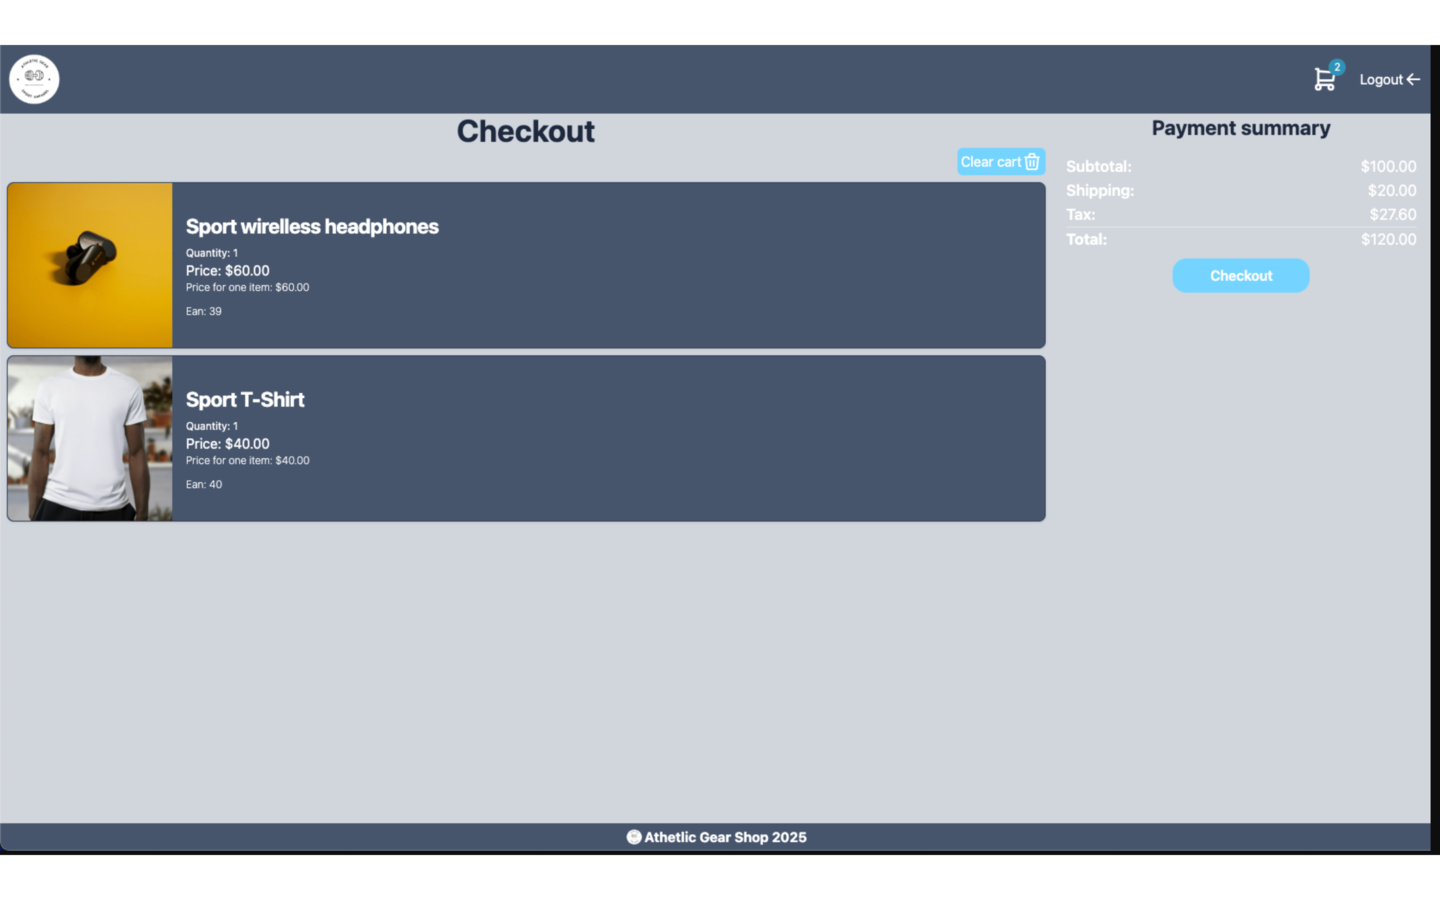 2
Logout
Checkout
Clear cart
Sport wirelless headphones
Quantity: 1
Price: $60.00
Price for one item: $60.00
Ean: 39
Sport T-Shirt
Quantity: 1
Price: $40.00
Price for one item: $40.00
Ean: 40
Payment summary
Subtotal: $100.00
Shipping: $20.00
Tax: $27.60
Total: $120.00
Checkout
Athetlic Gear Shop 2025